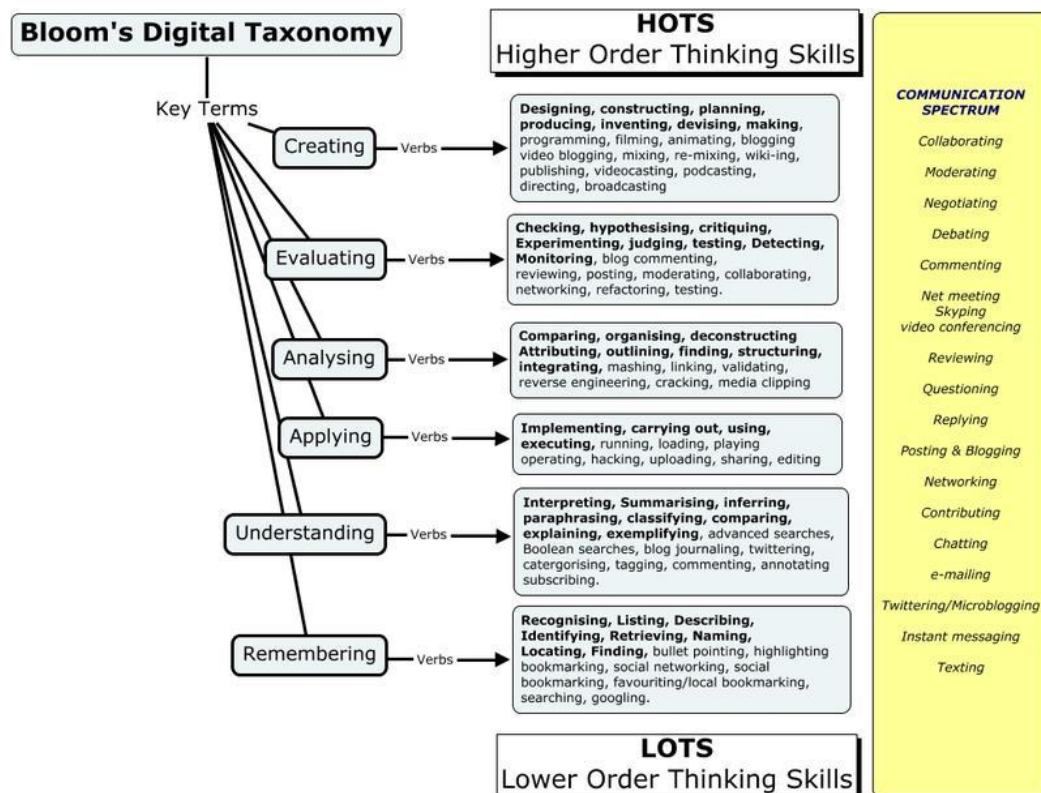 Bloom's Digital Taxonomy
Key Terms
HOTS
Higher Order Thinking Skills
Creating
Verbs
Designing, constructing, planning,
producing, inventing, devising, making,
programming, filming, animating, blogging
video blogging, mixing, re-mixing, wiki-ing,
publishing, videocasting, podcasting,
directing, broadcasting
Evaluating
Verbs
Checking, hypothesising, critiquing,
Experimenting, judging, testing, Detecting,
Monitoring, blog commenting,
reviewing, posting, moderating, collaborating,
networking, refactoring, testing.
Analysing
Verbs
Comparing, organising, deconstructing
Attributing, outlining, finding, structuring,
integrating, mashing, linking, validating,
reverse engineering, cracking, media clipping
Applying
Verbs
Implementing, carrying out, using,
executing, running, loading, playing
operating, hacking, uploading, sharing, editing
Understanding
Verbs
Interpreting, Summarising, inferring,
paraphrasing, classifying, comparing,
explaining, exemplifying, advanced searches,
Boolean searches, blog journaling, twittering,
catergorising, tagging, commenting, annotating
subscribing.
Remembering
Verbs
Recognising, Listing, Describing,
Identifying, Retrieving, Naming,
Locating, Finding, bullet pointing, highlighting
bookmarking, social networking, social
bookmarking, favouriting/local bookmarking,
searching, googling.
LOTS
Lower Order Thinking Skills
COMMUNICATION
SPECTRUM
Collaborating
Moderating
Negotiating
Debating
Commenting
Net meeting
Skyping
video conferencing
Reviewing
Questioning
Replying
Posting & Blogging
Networking
Contributing
Chatting
e-mailing
Twittering/Microblogging
Instant messaging
Texting